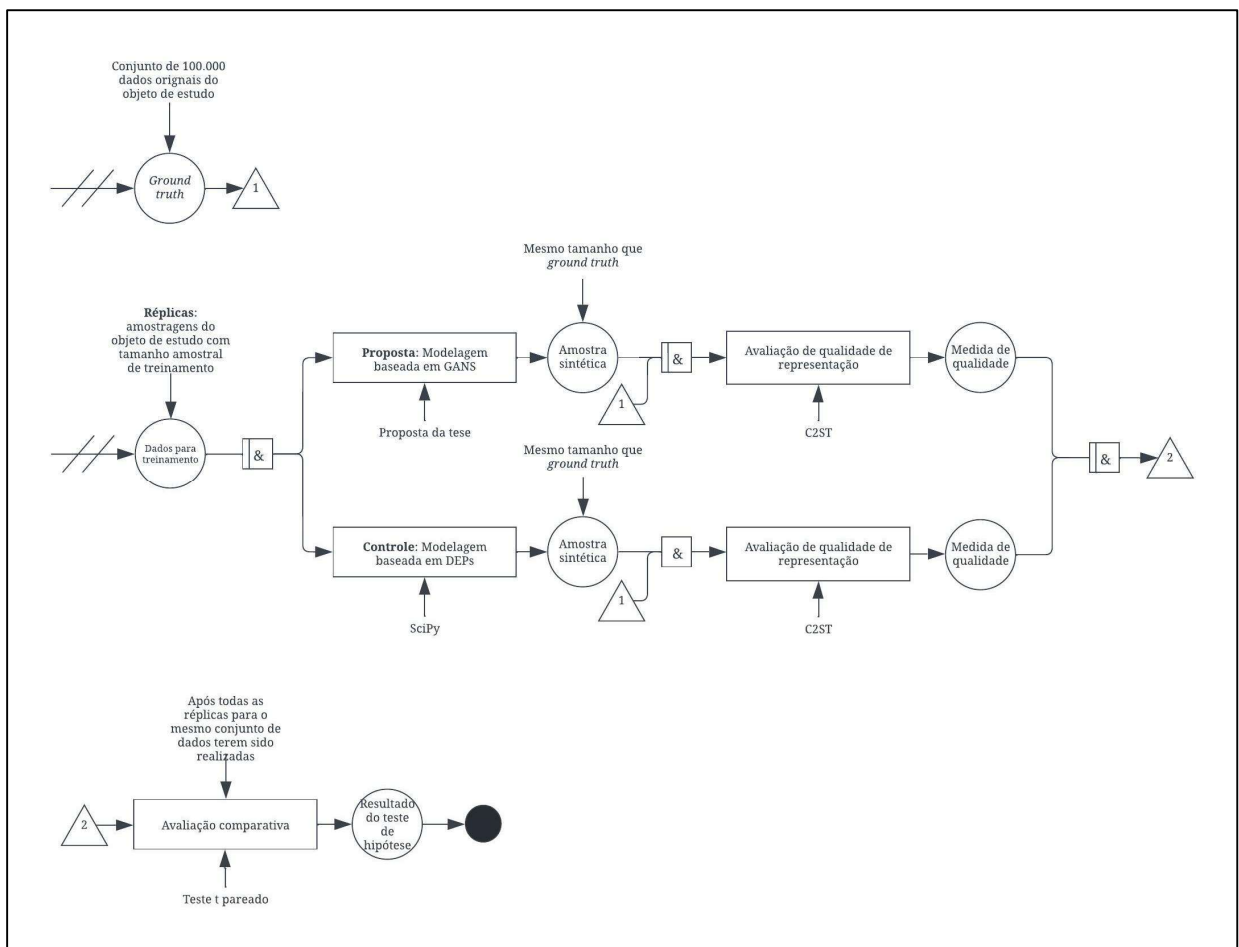 Conjunto de 100.000
dados orignais do
objeto de estudo
Ground
truth
1
Mesmo tamanho que
ground truth
Réplicas:
amostragens do
objeto de estudo com
tamanho amostral
de treinamento
Proposta: Modelagem
baseada em GANS
Amostra
sintética
&
Avaliação de qualidade de
representação
Medida de
qualidade
1
Proposta da tese
C2ST
Dados para
treinamento
&
Mesmo tamanho que
ground truth
&
2
Controle: Modelagem
baseada em DEPs
Amostra
sintética
&
Avaliação de qualidade de
representação
Medida de
qualidade
1
SciPy
C2ST
Após todas as
réplicas para o
mesmo conjunto de
dados terem sido
realizadas
2
Avaliação comparativa
Resultado
do teste
de
hipótese
Teste t pareado